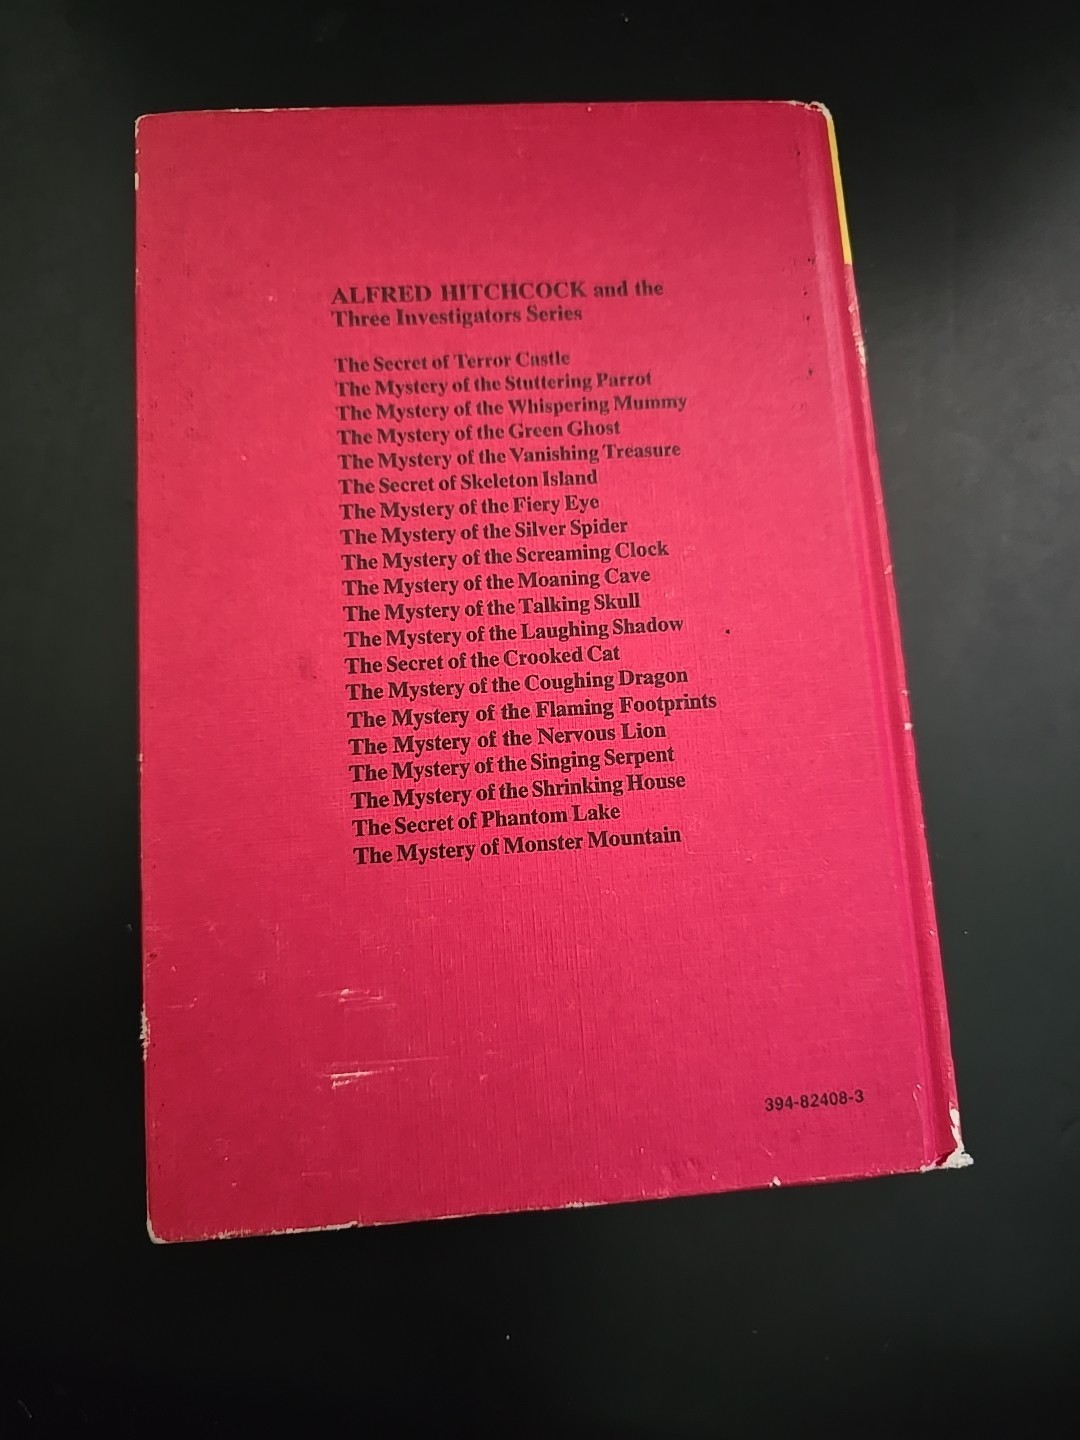 ALFRED HITCHCOCK and the
Three Investigators Series
The Secret of Terror Castle
The Mystery of the Stuttering Parrot
The Mystery of the Whispering Mummy
The Mystery of the Green Ghost
The Mystery of the Vanishing Treasure
The Secret of Skeleton Island
The Mystery of the Fiery Eye
The Mystery of the Silver Spider
The Mystery of the Screaming Clock
The Mystery of the Moaning Cave
The Mystery of the Talking Skull
The Mystery of the Laughing Shadow
The Secret of the Crooked Cat
The Mystery of the Coughing Dragon
The Mystery of the Flaming Footprints
The Mystery of the Nervous Lion
The Mystery of the Singing Serpent
The Mystery of the Shrinking House
The Secret of Phantom Lake
The Mystery of Monster Mountain
394-82408-3